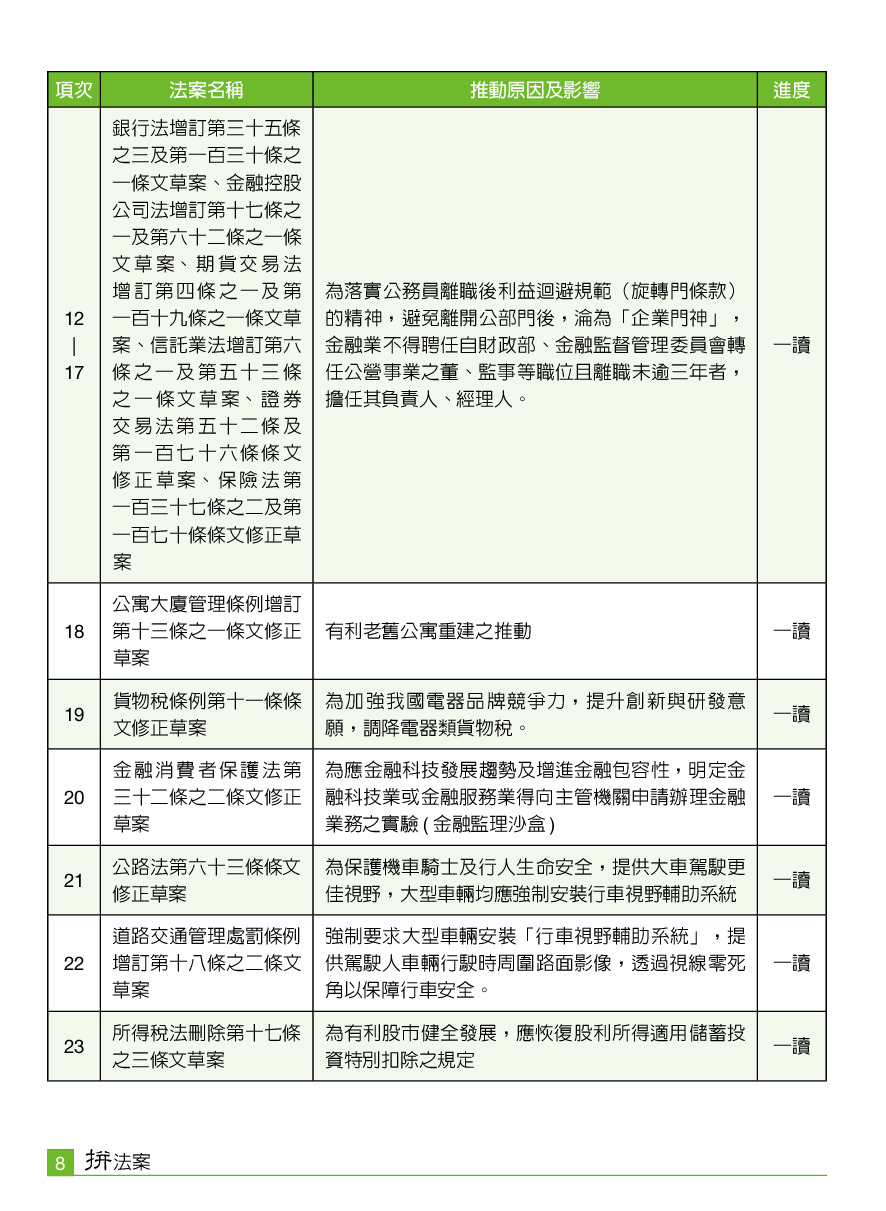 項次 法案名稱 推動原因及影響 進度
12
|
17
銀行法增訂第三十五條
之三及第一百三十條之
一條文草案、金融控股
公司法增訂第十七條之
一及第六十二條之一條
文草案、期貨交易法
增訂第四條之一及第
一百十九條之一條文草
案、信託業法增訂第六
條之一及第五十三條
之一條文草案、證券
交易法第五十二條及
第一百七十六條條文
修正草案、保險法第
一百三十七條之二及第
一百七十條條文修正草
案
為落實公務員離職後利益迴避規範（旋轉門條款）
的精神，避免離開公部門後，淪為「企業門神」，
金融業不得聘任自財政部、金融監督管理委員會轉
任公營事業之董、監事等職位且離職未逾三年者，
擔任其負責人、經理人。
一讀
18
公寓大廈管理條例增訂
第十三條之一條文修正
草案
有利老舊公寓重建之推動
一讀
19
貨物稅條例第十一條條
文修正草案
為加強我國電器品牌競爭力，提升創新與研發意
願，調降電器類貨物稅。
一讀
20
金融消費者保護法第
三十二條之二條文修正
草案
為應金融科技發展趨勢及增進金融包容性，明定金
融科技業或金融服務業得向主管機關申請辦理金融
業務之實驗 ( 金融監理沙盒 )
一讀
21
公路法第六十三條條文
修正草案
為保護機車騎士及行人生命安全，提供大車駕駛更
佳視野，大型車輛均應強制安裝行車視野輔助系統
一讀
22
道路交通管理處罰條例
增訂第十八條之二條文
草案
強制要求大型車輛安裝「行車視野輔助系統」，提
供駕駛人車輛行駛時周圍路面影像，透過視線零死
角以保障行車安全。
一讀
23
所得稅法刪除第十七條
之三條文草案
為有利股市健全發展，應恢復股利所得適用儲蓄投
資特別扣除之規定
一讀
8 拚法案